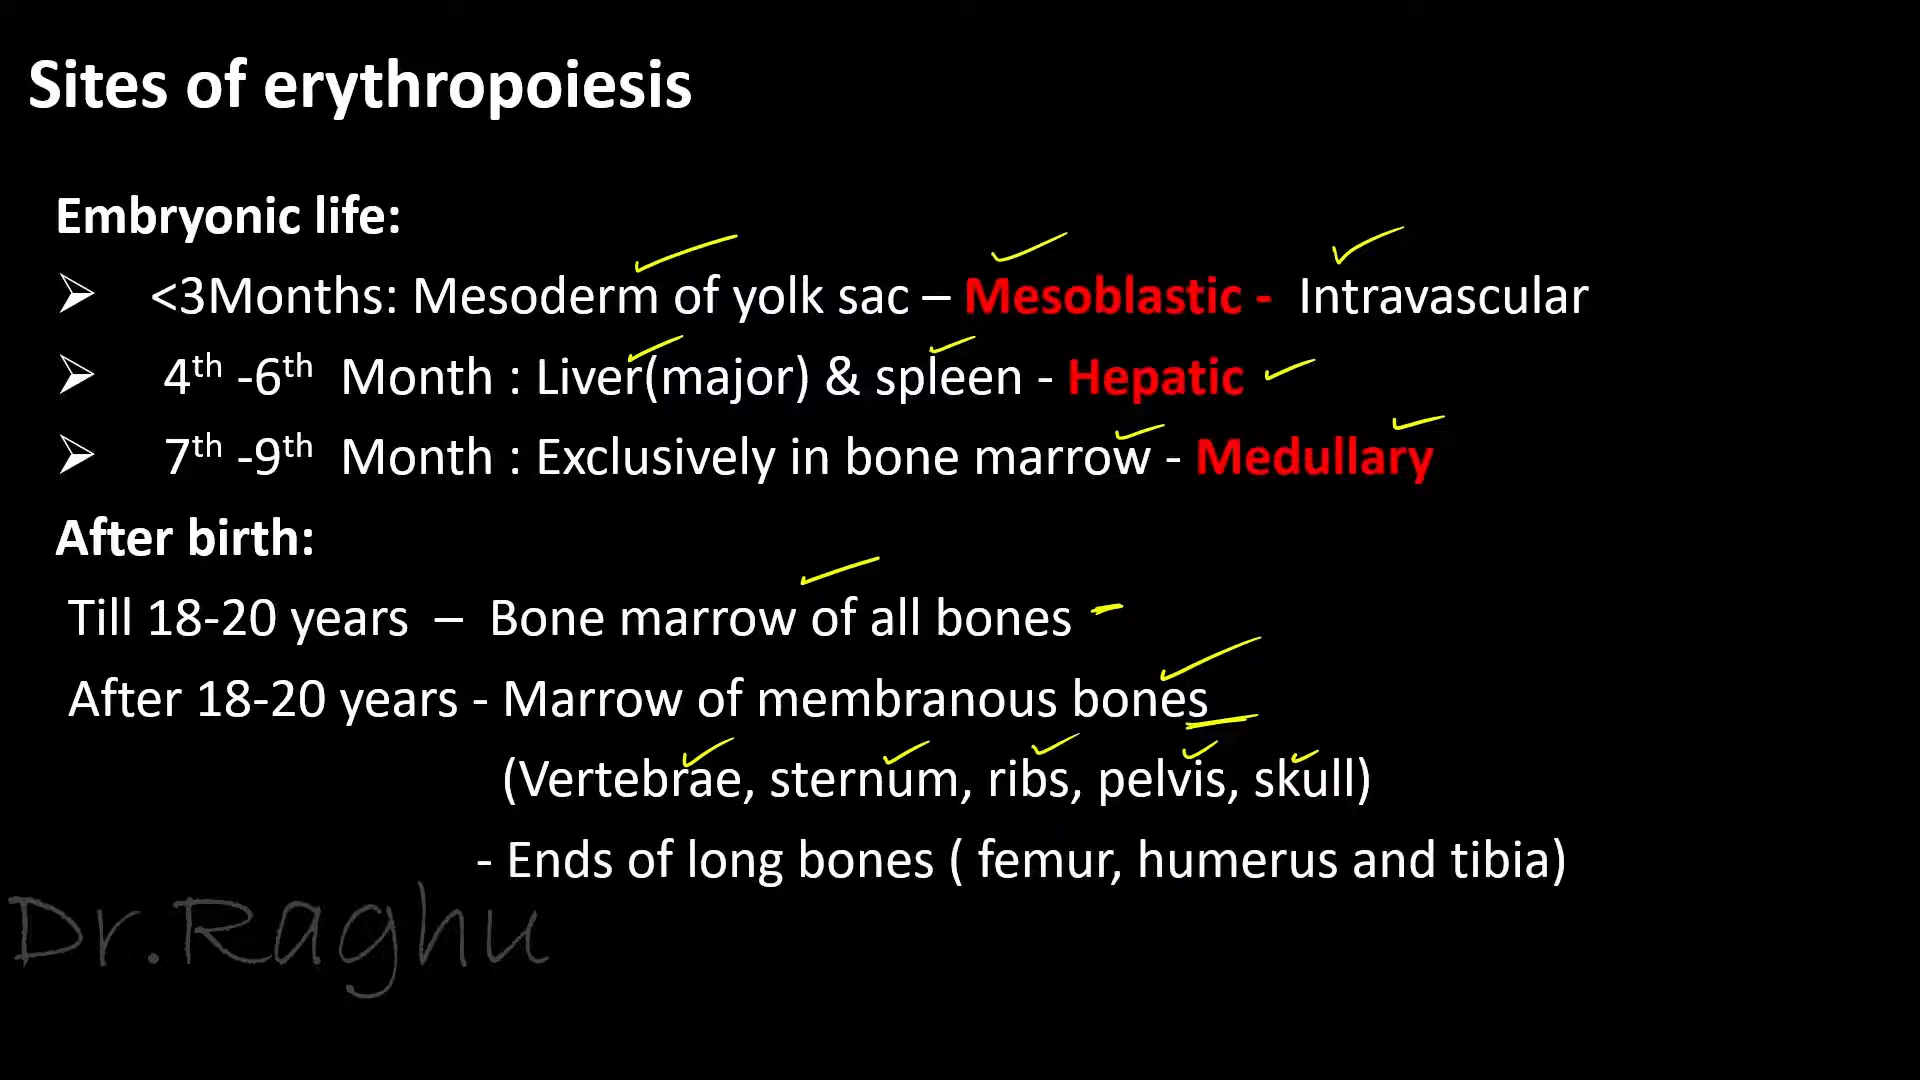 Sites of erythropoiesis
Embryonic life:
➢ <3Months: Mesoderm of yolk sac – Mesoblastic - Intravascular
➢ 4th -6th Month : Liver(major) & spleen - Hepatic
➢ 7th -9th Month : Exclusively in bone marrow - Medullary
After birth:
Till 18-20 years – Bone marrow of all bones
After 18-20 years - Marrow of membranous bones
(Vertebrae, sternum, ribs, pelvis, skull)
- Ends of long bones ( femur, humerus and tibia)
Dr.Raghu